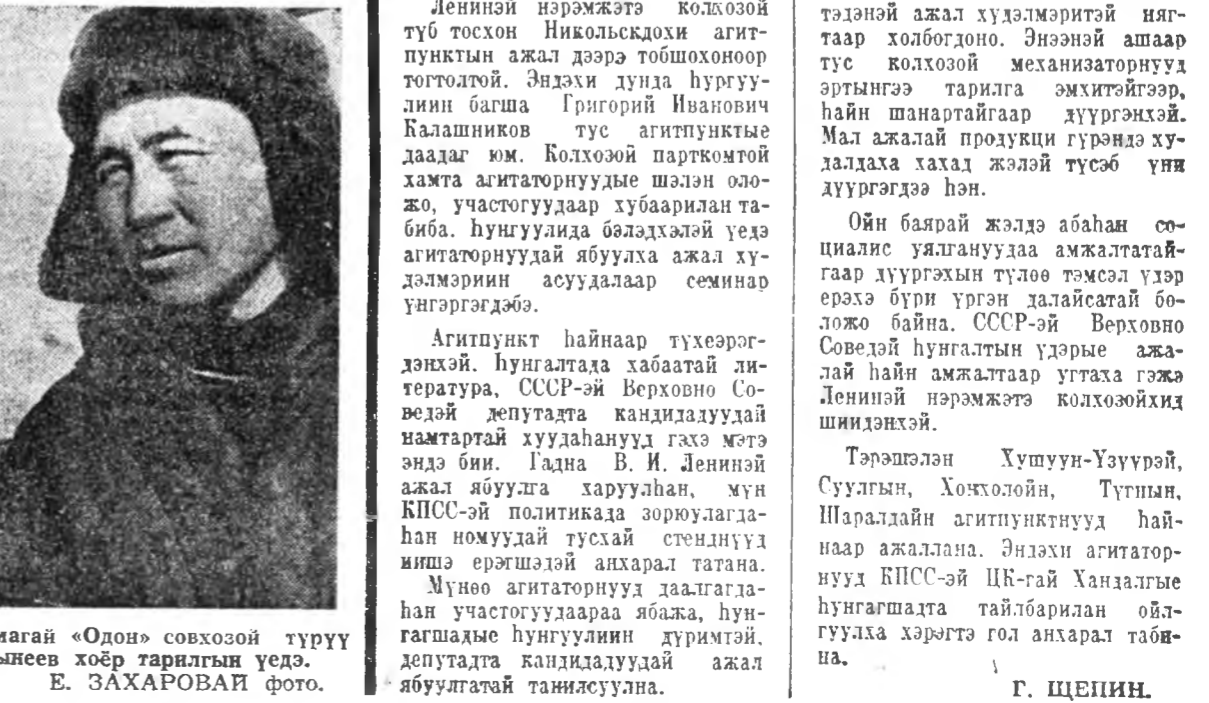 «Одон» совхозой түрүү
хоёр тарилгын үедэ.
Е. ЗАХАРОВАЙ фото.
Ленинэй нэрэмжэтэ колхозой
түб тосхон Никольскдохи агит-
пунктын ажал дээрэ тобшохоноор
тогтолтой. Эндэхи дунда һургуу-
лиин багша Григорий Иванович
Калашников тус агитпунктые
даадаг юм. Колхозой парткомтой
хамта агитаторнуудые шэлэн оло-
жо, участогуудаар хубаарилан та-
биба. Һунгуулида бэлэдхэлэй үедэ
агитаторнуудай ябуулха ажал хү-
дэлмэриин асуудалаар семинар
үнгэргэгдэбэ.
Агитпункт һайнаар түхеэрэг-
дэнхэй. Һунгалтада хабаатай ли-
тература, СССР-эй Верховно Со-
ведэй депутадта кандидадуудай
намтартай хуудаһанууд гэхэ мэтэ
эндэ бии. Гадна В. И. Ленинэй
ажал ябуулга харуулһан, мүн
КПСС-эй политикада зорюулагда-
һан номуудай тусхай стенднүүд
нишэ ерэгшэдэй анхарал татана.
Мүнөө агитаторнууд даалгагда-
һан участогуудаараа ябажа, һун-
гагшадые һунгуулиин дүримтэй,
депутадта кандидадуудай ажал
ябуулгатай танилсуулна.
тэдэнэй ажал хүдэлмэритэй няг-
таар холбогдоно. Энээнэй ашаар
тус колхозой механизаторнууд
эртынгээ тарилга эмхитэйгээр,
һайн шанартайгаар дүүргэнхэй.
Мал ажалай продукци гүрэндэ ху-
далдаха хахад жэлэй түсэб үни
дүүргэгдээ һэн.
Ойн баярай жэлдэ абаһан со-
циалис уялгануудаа амжалтатай-
гаар дүүргэхын түлөө тэмсэл үдэр
ерэхэ бүри үргэн далайсатай бо-
ложо байна. СССР-эй Верховно
Соведэй һунгалтын үдэрые ажа-
лай һайн амжалтаар угтаха гэжэ
Ленинэй нэрэмжэтэ колхозойхид
шиидэнхэй.
Тэрэнгэлэн Хушуун-Үзүүрэй,
Суулгын, Хонхолойн, Түгнын,
Шаралдайн агитпунктнууд һай-
наар ажаллана. Эндэхи агитатор-
нууд КПСС-эй ЦК-гай Хандалгые
һунгагшадта тайлбарилан ойл-
гуулха хэрэгтэ гол анхарал таби-
на.
Г. ЩЕПИН.